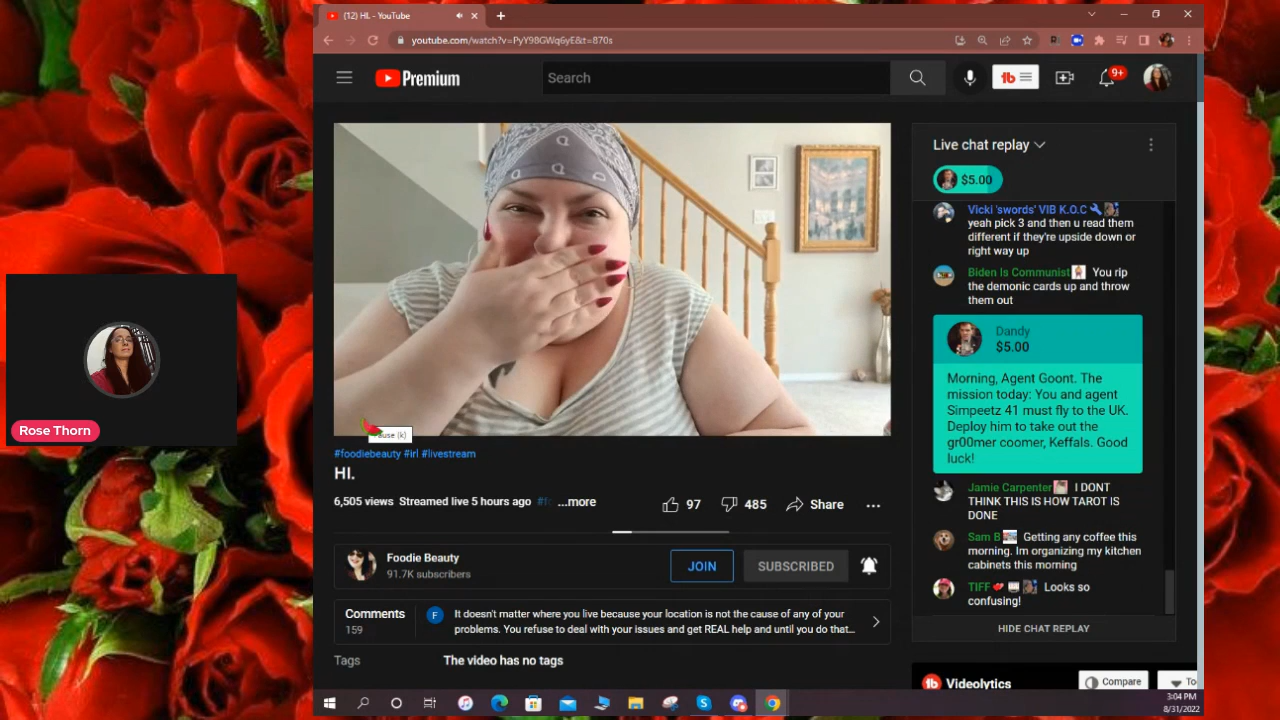 (12) HI. - YouTube
youtube.com/watch?v=PyY98GWq6yE&t=870s
Premium
Search
9+
Live chat replay
$5.00
Vicki 'swords' VIB K.O.C
yeah pick 3 and then u read them
different if they're upside down or
right way up
Biden Is Communist You rip
the demonic cards up and throw
them out
Dandy
$5.00
Morning, Agent Goont. The
mission today: You and agent
Simpeetz 41 must fly to the UK.
Deploy him to take out the
gr00mer coomer, Keffals. Good
luck!
Jamie Carpenter I DONT
THINK THIS IS HOW TAROT IS
DONE
Sam B Getting any coffee this
morning. Im organizing my kitchen
cabinets this morning
TIFF Looks so
confusing!
HIDE CHAT REPLAY
Rose Thorn
Pause (k)
#foodiebeauty #irl #livestream
HI.
6,505 views Streamed live 5 hours ago ...more
97 485 Share
Foodie Beauty
91.7K subscribers
JOIN SUBSCRIBED
Comments
159
F
It doesn't matter where you live because your location is not the cause of any of your
problems. You refuse to deal with your issues and get REAL help and until you do that...
Tags The video has no tags
tb Videolytics Compare To
3:04 PM
8/31/2022